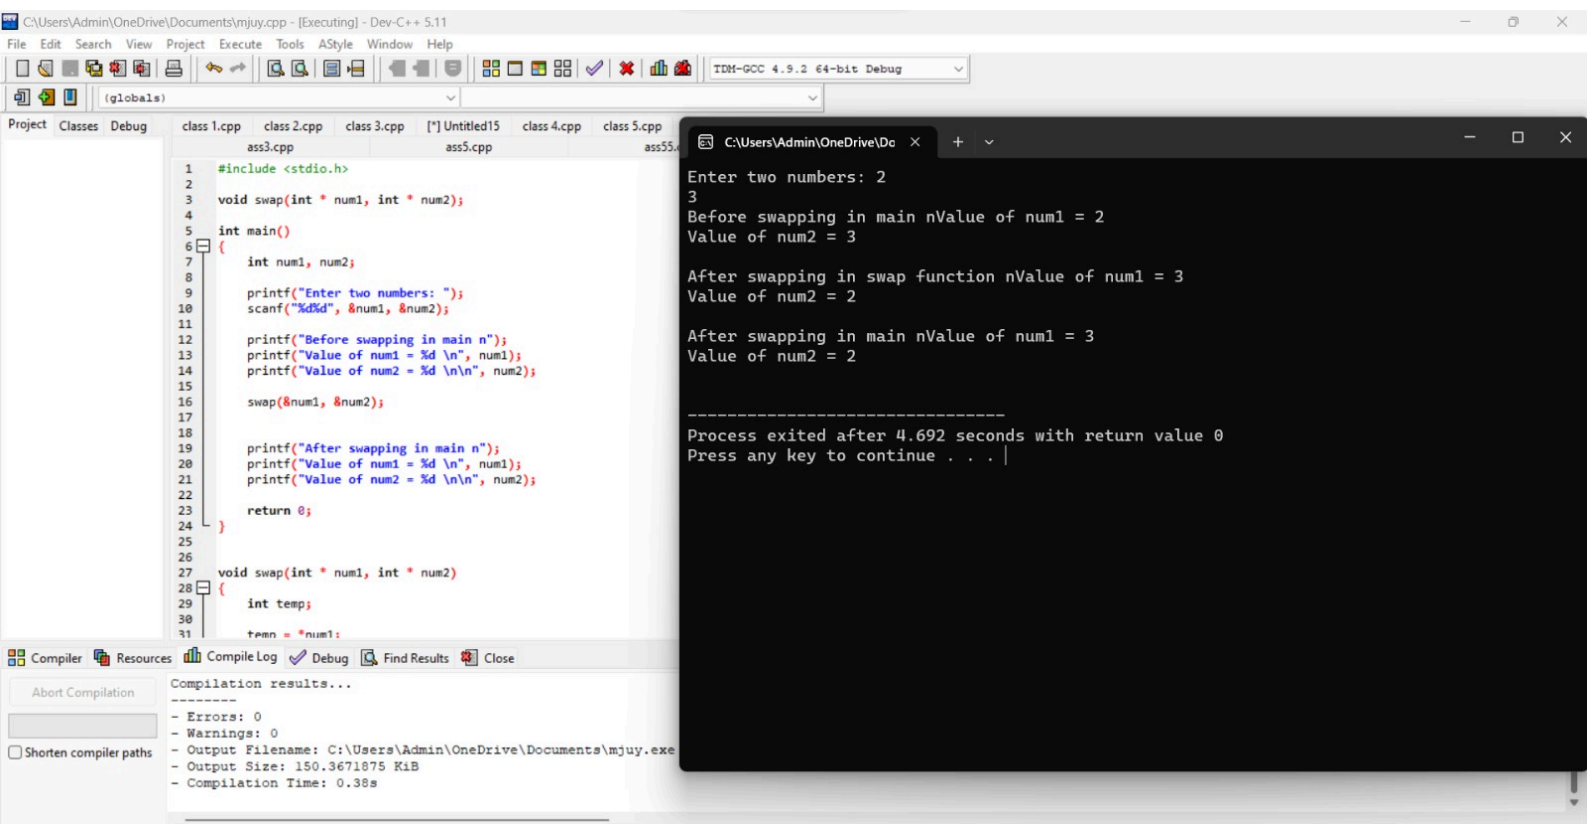 C:\Users\Admin\OneDrive\Documents\mjuy.cpp - [Executing] - Dev-C++ 5.11
File Edit Search View Project Execute Tools AStyle Window Help
TDM-GCC 4.9.2 64-bit Debug
(globals)
Project Classes Debug
class 1.cpp class 2.cpp class 3.cpp [*] Untitled15 class 4.cpp class 5.cpp
ass3.cpp ass5.cpp ass55.c
1 #include <stdio.h>
2
3 void swap(int * num1, int * num2);
4
5 int main()
6 {
7 int num1, num2;
8
9 printf("Enter two numbers: ");
10 scanf("%d%d", &num1, &num2);
11
12 printf("Before swapping in main n");
13 printf("Value of num1 = %d \n", num1);
14 printf("Value of num2 = %d \n\n", num2);
15
16 swap(&num1, &num2);
17
18
19 printf("After swapping in main n");
20 printf("Value of num1 = %d \n", num1);
21 printf("Value of num2 = %d \n\n", num2);
22
23 return 0;
24 }
25
26
27 void swap(int * num1, int * num2)
28 {
29 int temp;
30
31 temp = *num1;
Compiler Resources Compile Log Debug Find Results Close
Abort Compilation
Shorten compiler paths
Compilation results...
--------
- Errors: 0
- Warnings: 0
- Output Filename: C:\Users\Admin\OneDrive\Documents\mjuy.exe
- Output Size: 150.3671875 KiB
- Compilation Time: 0.38s
C:\Users\Admin\OneDrive\Dc
Enter two numbers: 2
3
Before swapping in main nValue of num1 = 2
Value of num2 = 3
After swapping in swap function nValue of num1 = 3
Value of num2 = 2
After swapping in main nValue of num1 = 3
Value of num2 = 2
--------------------------------
Process exited after 4.692 seconds with return value 0
Press any key to continue . . .